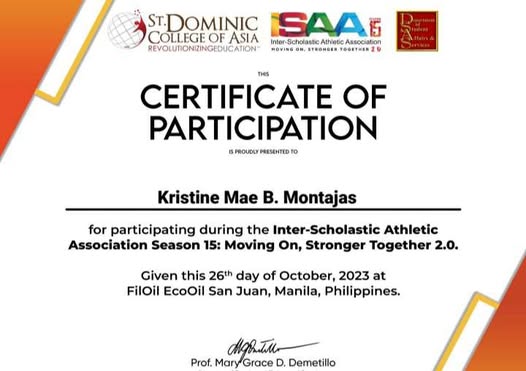 ST. DOMINIC
COLLEGE OF ASIA
REVOLUTIONIZING EDUCATION
ISAA
Inter-Scholastic Athletic Association
MOVING ON, STRONGER TOGETHER 2.0
Department
of
Student
Affairs &
Services
THIS
CERTIFICATE OF
PARTICIPATION
IS PROUDLY PRESENTED TO
Kristine Mae B. Montajas
for participating during the Inter-Scholastic Athletic
Association Season 15: Moving On, Stronger Together 2.0.
Given this 26th day of October, 2023 at
FilOil EcoOil San Juan, Manila, Philippines.
Prof. Mary Grace D. Demetillo